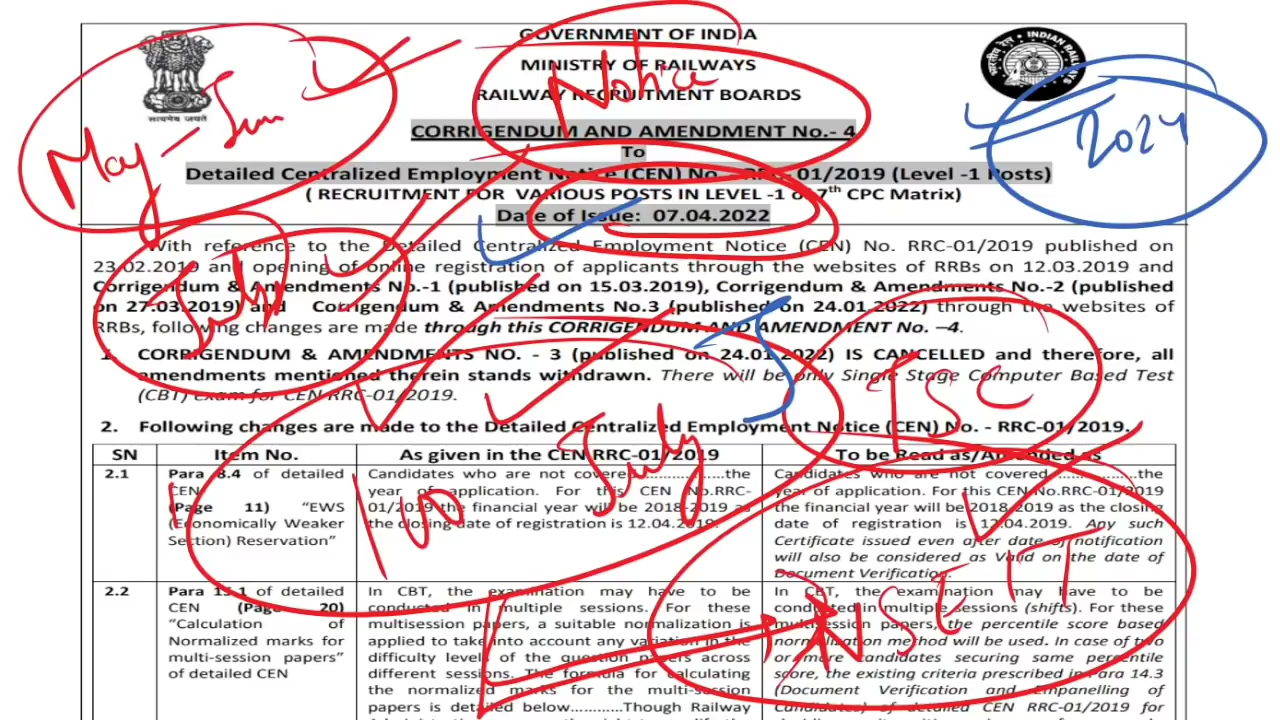 GOVERNMENT OF INDIA
MINISTRY OF RAILWAYS
RAILWAY RECRUITMENT BOARDS
सत्यमेव जयते
भारतीय रेल INDIAN RAILWAYS
CORRIGENDUM AND AMENDMENT No.- 4
To
Detailed Centralized Employment Notice (CEN) No. RRC- 01/2019 (Level -1 Posts)
( RECRUITMENT FOR VARIOUS POSTS IN LEVEL -1 of 7th CPC Matrix)
Date of Issue: 07.04.2022
Notice
May - Jun
2024
With reference to the Detailed Centralized Employment Notice (CEN) No. RRC-01/2019 published on
23.02.2019 and opening of online registration of applicants through the websites of RRBs on 12.03.2019 and
Corrigendum & Amendments No.-1 (published on 15.03.2019), Corrigendum & Amendments No.-2 (published
on 27.03.2019) and Corrigendum & Amendments No.3 (published on 24.01.2022) through the websites of
RRBs, following changes are made through this CORRIGENDUM AND AMENDMENT No. –4.
1. CORRIGENDUM & AMENDMENTS NO. - 3 (published on 24.01.2022) IS CANCELLED and therefore, all
amendments mentioned therein stands withdrawn. There will be only Single Stage Computer Based Test
(CBT) exam for CEN RRC-01/2019.
2. Following changes are made to the Detailed Centralized Employment Notice (CEN) No. - RRC-01/2019.
July
100
SN Item No. As given in the CEN RRC-01/2019 To be Read as/Amended as
2.1 Para 8.4 of detailed
CEN
(Page 11) "EWS
(Economically Weaker
Section) Reservation"
Candidates who are not covered..................the
year of application. For this CEN No.RRC-
01/2019 the financial year will be 2018-2019 as
the closing date of registration is 12.04.2019.
Candidates who are not covered..................the
year of application. For this CEN No.RRC-01/2019
the financial year will be 2018-2019 as the closing
date of registration is 12.04.2019. Any such
Certificate issued even after date of notification
will also be considered as Valid on the date of
Document Verification.
2.2 Para 13.1 of detailed
CEN (Page 20)
"Calculation of
Normalized marks for
multi-session papers"
of detailed CEN
In CBT, the examination may have to be
conducted in multiple sessions. For these
multisession papers, a suitable normalization is
applied to take into account any variation in the
difficulty levels of the question papers across
different sessions. The formula for calculating
the normalized marks for the multi-session
papers is detailed below............Though Railway
In CBT, the examination may have to be
conducted in multiple sessions (shifts). For these
multisession papers, the percentile score based
normalization method will be used. In case of two
or more candidates securing same percentile
score, the existing criteria prescribed in Para 14.3
(Document Verification and Empanelling of
Candidates) of detailed CEN RRC-01/2019 for